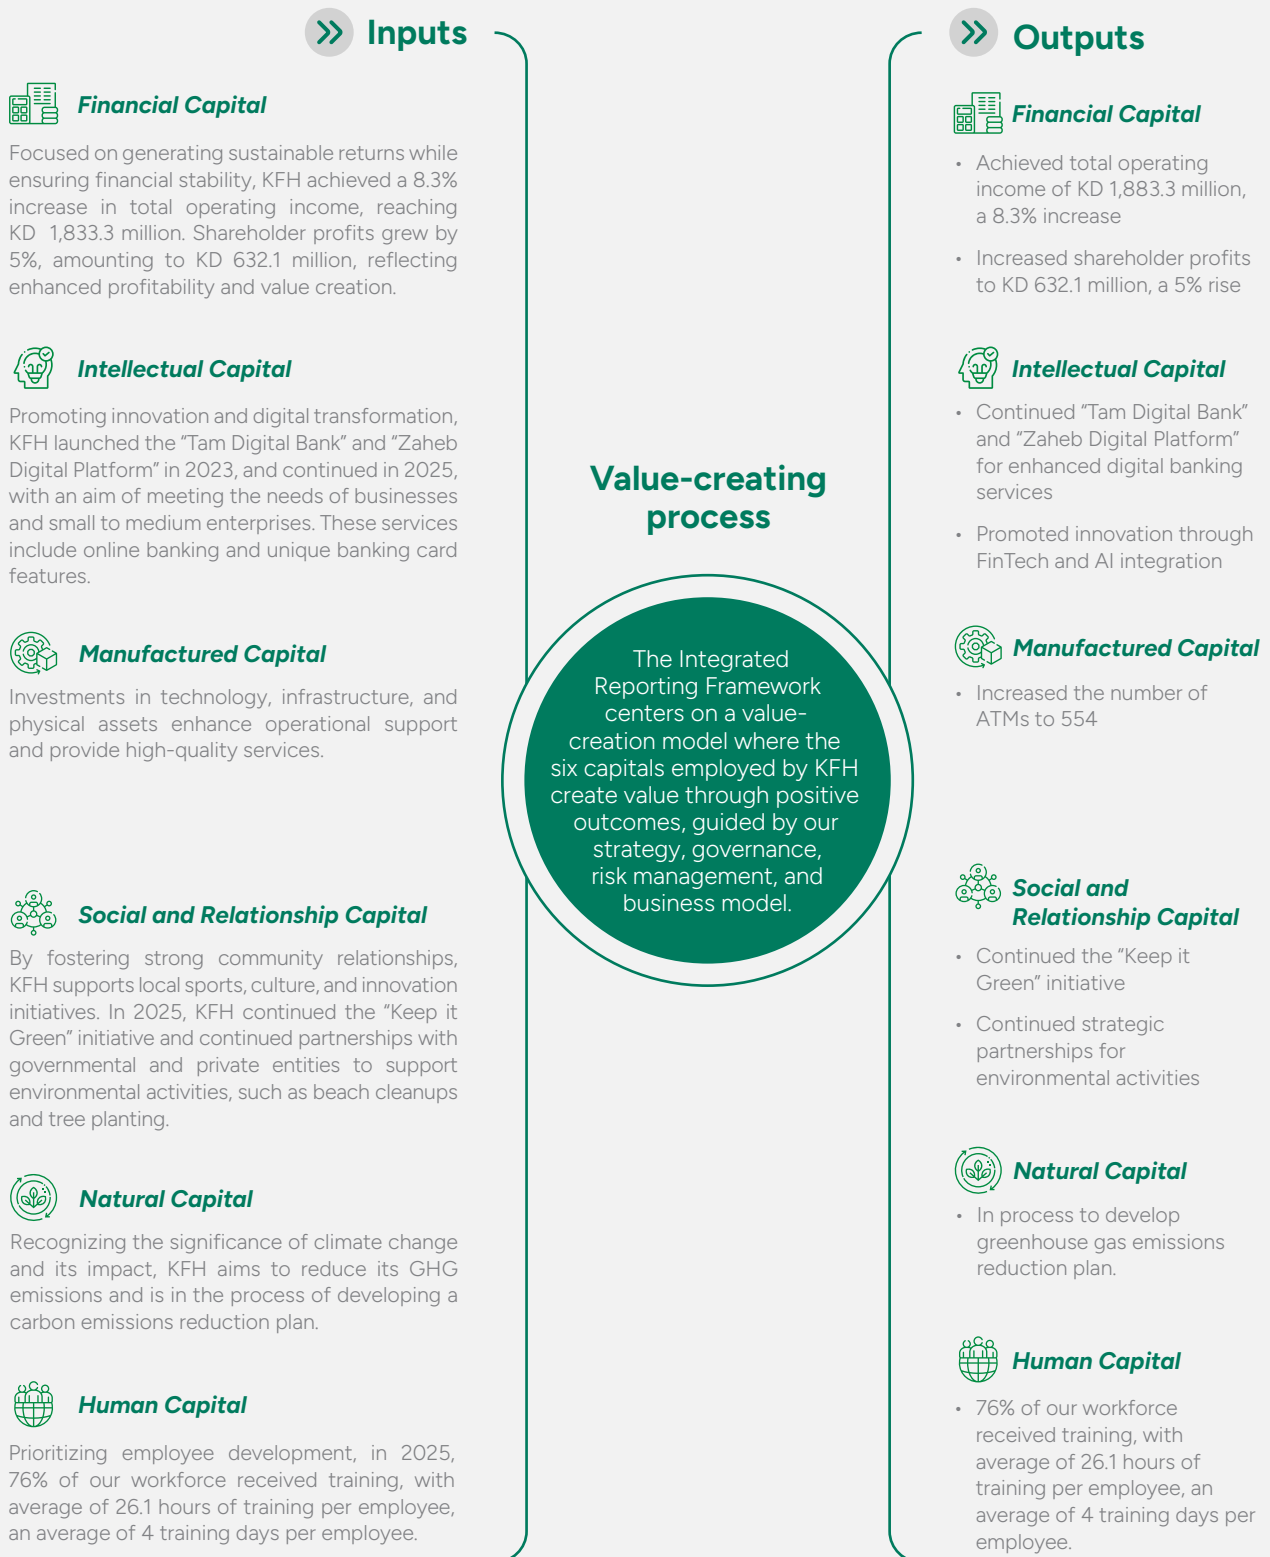 Inputs
Financial Capital
Focused on generating sustainable returns while
ensuring financial stability, KFH achieved a 8.3%
increase in total operating income, reaching
KD 1,833.3 million. Shareholder profits grew by
5%, amounting to KD 632.1 million, reflecting
enhanced profitability and value creation.
Intellectual Capital
Promoting innovation and digital transformation,
KFH launched the “Tam Digital Bank” and “Zaheb
Digital Platform” in 2023, and continued in 2025,
with an aim of meeting the needs of businesses
and small to medium enterprises. These services
include online banking and unique banking card
features.
Manufactured Capital
Investments in technology, infrastructure, and
physical assets enhance operational support
and provide high-quality services.
Social and Relationship Capital
By fostering strong community relationships,
KFH supports local sports, culture, and innovation
initiatives. In 2025, KFH continued the “Keep it
Green” initiative and continued partnerships with
governmental and private entities to support
environmental activities, such as beach cleanups
and tree planting.
Natural Capital
Recognizing the significance of climate change
and its impact, KFH aims to reduce its GHG
emissions and is in the process of developing a
carbon emissions reduction plan.
Human Capital
Prioritizing employee development, in 2025,
76% of our workforce received training, with
average of 26.1 hours of training per employee,
an average of 4 training days per employee.
Value-creating
process
The Integrated
Reporting Framework
centers on a value-
creation model where the
six capitals employed by KFH
create value through positive
outcomes, guided by our
strategy, governance,
risk management, and
business model.
Outputs
Financial Capital
• Achieved total operating
income of KD 1,883.3 million,
a 8.3% increase
• Increased shareholder profits
to KD 632.1 million, a 5% rise
Intellectual Capital
• Continued “Tam Digital Bank”
and “Zaheb Digital Platform”
for enhanced digital banking
services
• Promoted innovation through
FinTech and AI integration
Manufactured Capital
• Increased the number of
ATMs to 554
Social and
Relationship Capital
• Continued the “Keep it
Green” initiative
• Continued strategic
partnerships for
environmental activities
Natural Capital
• In process to develop
greenhouse gas emissions
reduction plan.
Human Capital
• 76% of our workforce
received training, with
average of 26.1 hours of
training per employee, an
average of 4 training days per
employee.